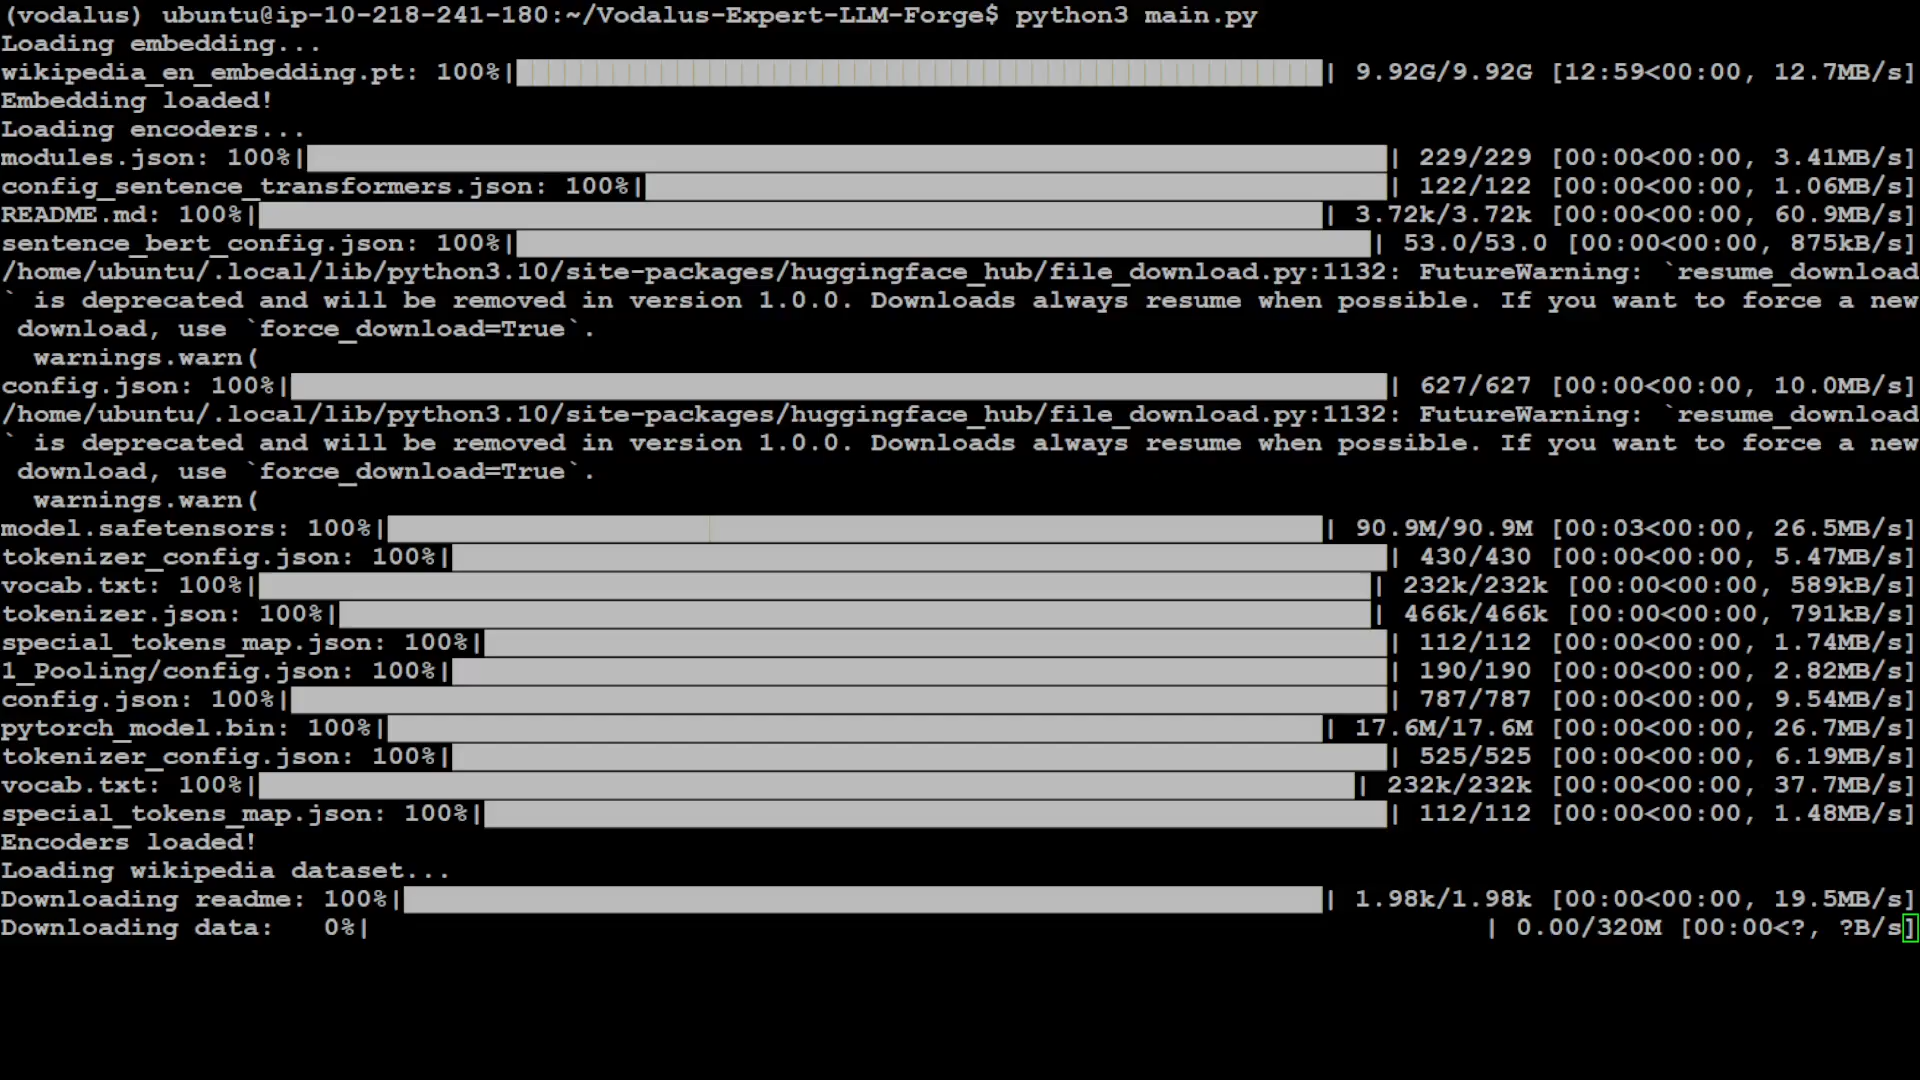 (vodalus) ubuntu@ip-10-218-241-180:~/Vodalus-Expert-LLM-Forge$ python3 main.py
Loading embedding...
wikipedia_en_embedding.pt: 100%| | 9.92G/9.92G [12:59<00:00, 12.7MB/s]
Embedding loaded!
Loading encoders...
modules.json: 100%| | 229/229 [00:00<00:00, 3.41MB/s]
config_sentence_transformers.json: 100%| | 122/122 [00:00<00:00, 1.06MB/s]
README.md: 100%| | 3.72k/3.72k [00:00<00:00, 60.9MB/s]
sentence_bert_config.json: 100%| | 53.0/53.0 [00:00<00:00, 875kB/s]
/home/ubuntu/.local/lib/python3.10/site-packages/huggingface_hub/file_download.py:1132: FutureWarning: `resume_download
` is deprecated and will be removed in version 1.0.0. Downloads always resume when possible. If you want to force a new
 download, use `force_download=True`.
  warnings.warn(
config.json: 100%| | 627/627 [00:00<00:00, 10.0MB/s]
/home/ubuntu/.local/lib/python3.10/site-packages/huggingface_hub/file_download.py:1132: FutureWarning: `resume_download
` is deprecated and will be removed in version 1.0.0. Downloads always resume when possible. If you want to force a new
 download, use `force_download=True`.
  warnings.warn(
model.safetensors: 100%| | 90.9M/90.9M [00:03<00:00, 26.5MB/s]
tokenizer_config.json: 100%| | 430/430 [00:00<00:00, 5.47MB/s]
vocab.txt: 100%| | 232k/232k [00:00<00:00, 589kB/s]
tokenizer.json: 100%| | 466k/466k [00:00<00:00, 791kB/s]
special_tokens_map.json: 100%| | 112/112 [00:00<00:00, 1.74MB/s]
1_Pooling/config.json: 100%| | 190/190 [00:00<00:00, 2.82MB/s]
config.json: 100%| | 787/787 [00:00<00:00, 9.54MB/s]
pytorch_model.bin: 100%| | 17.6M/17.6M [00:00<00:00, 26.7MB/s]
tokenizer_config.json: 100%| | 525/525 [00:00<00:00, 6.19MB/s]
vocab.txt: 100%| | 232k/232k [00:00<00:00, 37.7MB/s]
special_tokens_map.json: 100%| | 112/112 [00:00<00:00, 1.48MB/s]
Encoders loaded!
Loading wikipedia dataset...
Downloading readme: 100%| | 1.98k/1.98k [00:00<00:00, 19.5MB/s]
Downloading data:   0%| | 0.00/320M [00:00<?, ?B/s]